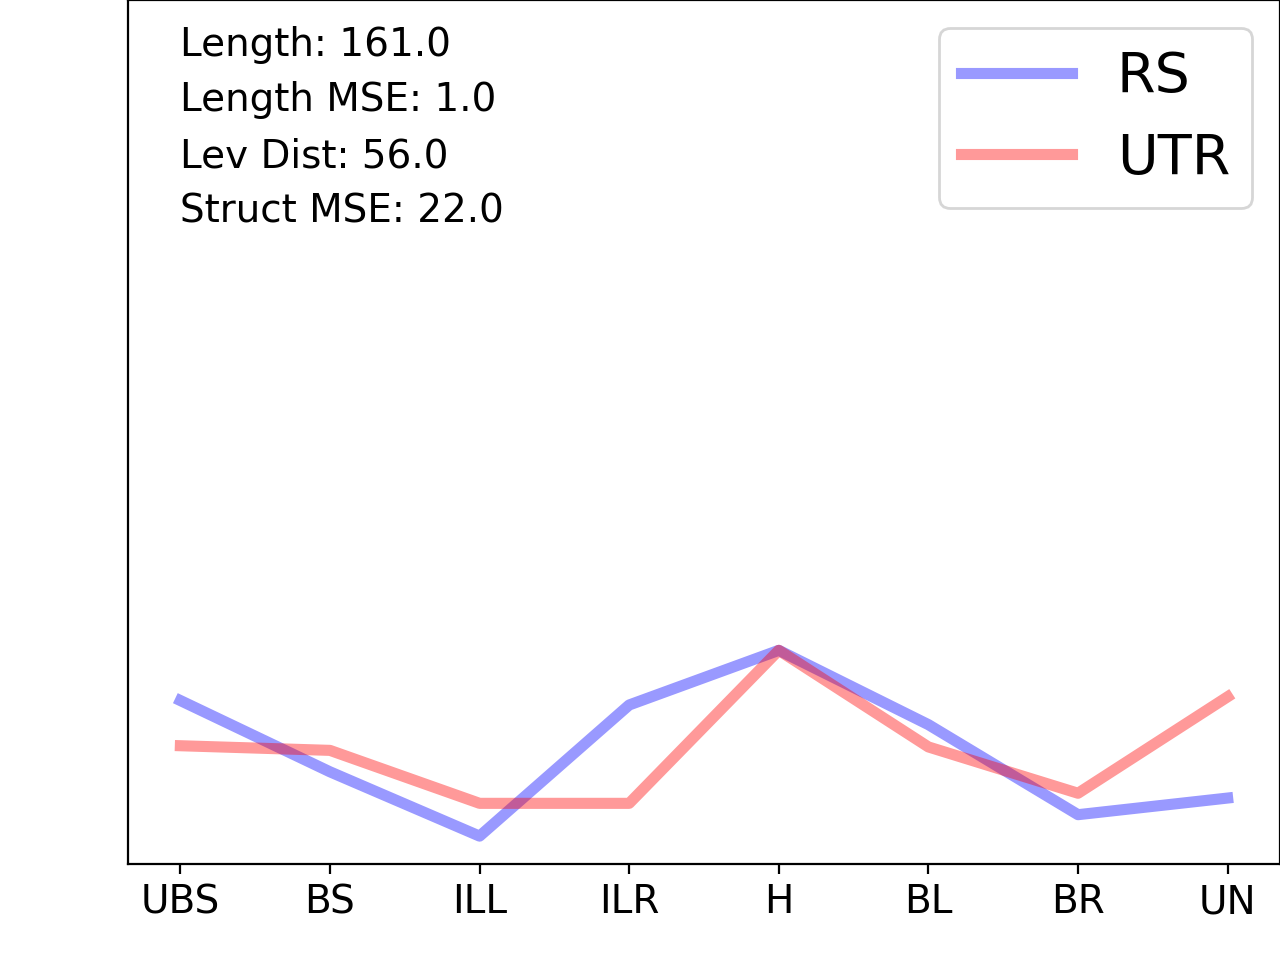 Length: 161.0
Length MSE: 1.0
Lev Dist: 56.0
Struct MSE: 22.0
RS
UTR
UBS BS ILL ILR H BL BR UN